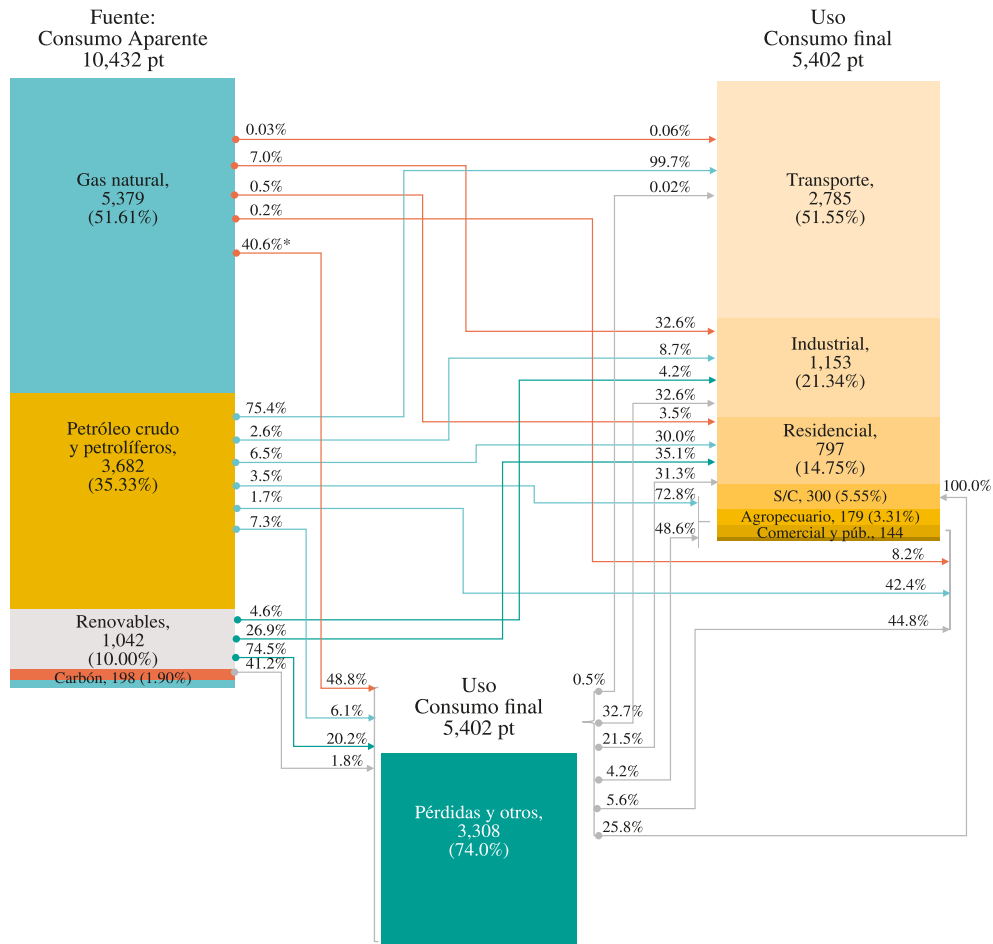 Fuente:
Consumo Aparente
10,432 pt
Uso
Consumo final
5,402 pt
Gas natural,
5,379
(51.61%)
0.03%
7.0%
0.5%
0.2%
40.6%*
0.06%
99.7%
0.02%
Transporte,
2,785
(51.55%)
32.6%
8.7%
4.2%
32.6%
3.5%
30.0%
35.1%
31.3%
72.8%
48.6%
Industrial,
1,153
(21.34%)
Residencial,
797
(14.75%)
S/C, 300 (5.55%)
Agropecuario, 179 (3.31%)
Comercial y púb., 144
100.0%
8.2%
42.4%
44.8%
Petróleo crudo
y petrolíferos,
3,682
(35.33%)
75.4%
2.6%
6.5%
3.5%
1.7%
7.3%
Renovables,
1,042
(10.00%)
Carbón, 198 (1.90%)
4.6%
26.9%
74.5%
41.2%
48.8%
6.1%
20.2%
1.8%
Uso
Consumo final
5,402 pt
Pérdidas y otros,
3,308
(74.0%)
0.5%
32.7%
21.5%
4.2%
5.6%
25.8%